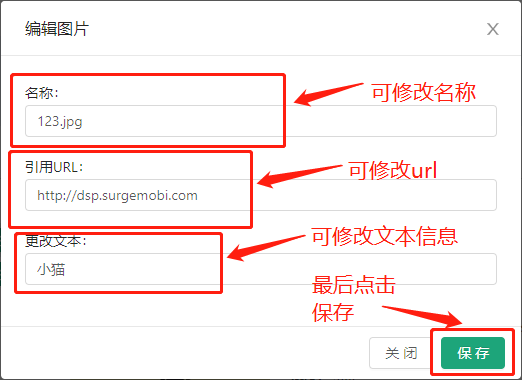 编辑图片
名称：
可修改名称
123.jpg
引用URL：
可修改url
http://dsp.surgemobi.com
更改文本：
可修改文本信息
小猫
最后点击
保存
关 闭
保 存